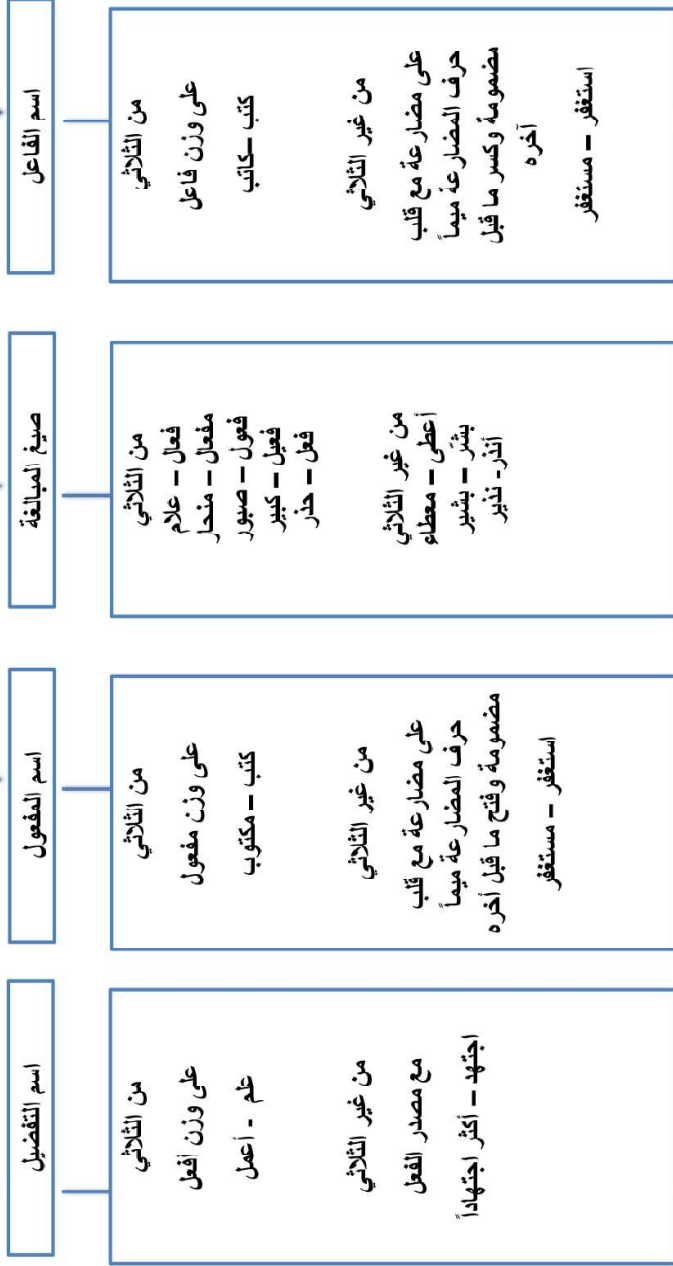 اسم الفاعل
من الثلاثي
على وزن فاعل
كتب –كاتب
من غير الثلاثي
على مضارعة مع قلب
حرف المضارعة ميماً
مضمومة وكسر ما قبل
آخره
استغفر – مستغفر
صيغ المبالغة
من الثلاثي
فعال – علام
مفعال – منحار
فعول – صبور
فعيل – كبير
فعل – حذر
من غير الثلاثي
أعطى – معطاء
بشّر – بشير
أنذر- نذير
اسم المفعول
من الثلاثي
على وزن مفعول
كتب – مكتوب
من غير الثلاثي
على مضارعة مع قلب
حرف المضارعة ميماً
مضمومة وفتح ما قبل أخره
استغفر – مستغفر
اسم التفضيل
من الثلاثي
على وزن أفعل
علم - أعمل
من غير الثلاثي
مع مصدر الفعل
اجتهد – أكثر اجتهاداً